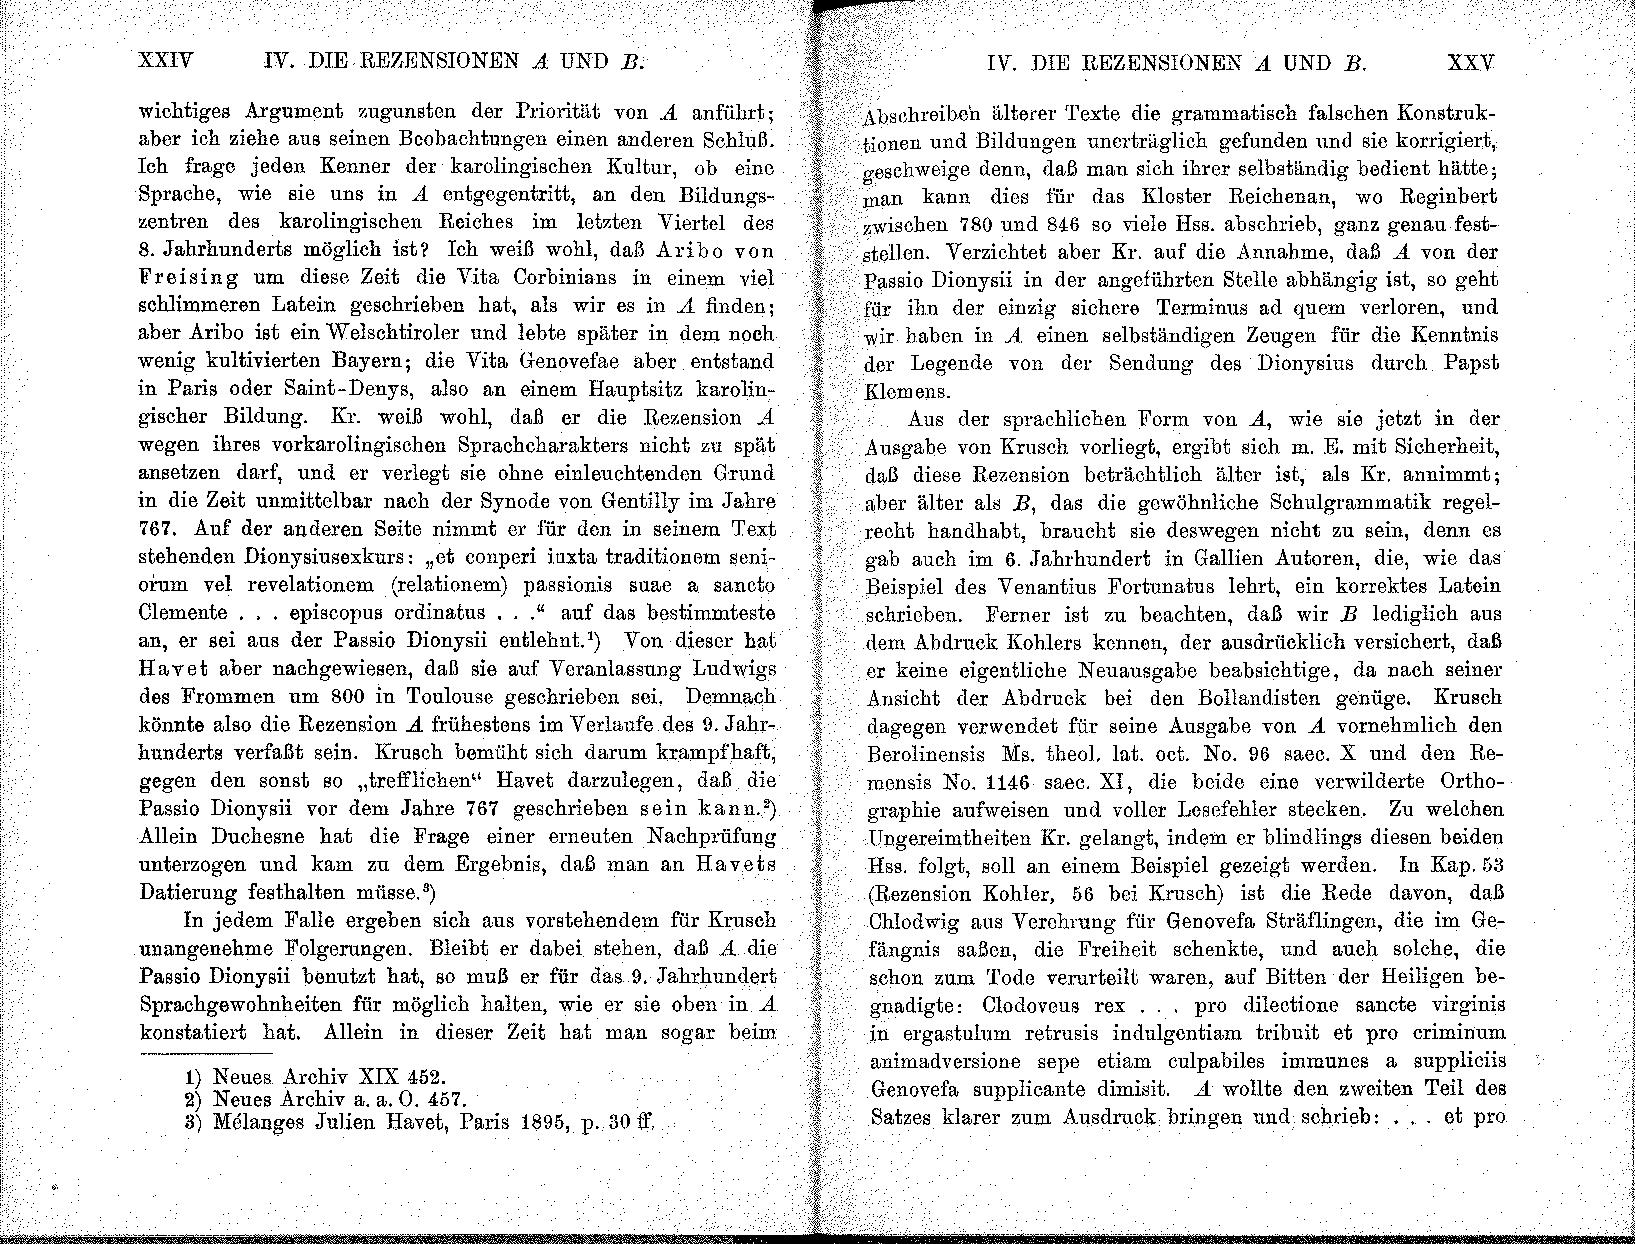 XXIV IV. DIE REZENSIONEN A UND B.
wichtiges Argument zugunsten der Priorität von A anführt;
aber ich ziehe aus seinen Beobachtungen einen anderen Schluß.
Ich frage jeden Kenner der karolingischen Kultur, ob eine
Sprache, wie sie uns in A entgegentritt, an den Bildungs-
zentren des karolingischen Reiches im letzten Viertel des
8. Jahrhunderts möglich ist? Ich weiß wohl, daß Aribo von
Freising um diese Zeit die Vita Corbinians in einem viel
schlimmeren Latein geschrieben hat, als wir es in A finden;
aber Aribo ist ein Welschtiroler und lebte später in dem noch
wenig kultivierten Bayern; die Vita Genovefae aber entstand
in Paris oder Saint-Denys, also an einem Hauptsitz karolin-
gischer Bildung. Kr. weiß wohl, daß er die Rezension A
wegen ihres vorkarolingischen Sprachcharakters nicht zu spät
ansetzen darf, und er verlegt sie ohne einleuchtenden Grund
in die Zeit unmittelbar nach der Synode von Gentilly im Jahre
767. Auf der anderen Seite nimmt er für den in seinem Text
stehenden Dionysiusexkurs: „et conperi iuxta traditionem seni-
orum vel revelationem (relationem) passionis suae a sancto
Clemente . . . episcopus ordinatus . . .“ auf das bestimmteste
an, er sei aus der Passio Dionysii entlehnt.¹) Von dieser hat
Havet aber nachgewiesen, daß sie auf Veranlassung Ludwigs
des Frommen um 800 in Toulouse geschrieben sei. Demnach
könnte also die Rezension A frühestens im Verlaufe des 9. Jahr-
hunderts verfaßt sein. Krusch bemüht sich darum krampfhaft,
gegen den sonst so „trefflichen“ Havet darzulegen, daß die
Passio Dionysii vor dem Jahre 767 geschrieben sein kann.²)
Allein Duchesne hat die Frage einer erneuten Nachprüfung
unterzogen und kam zu dem Ergebnis, daß man an Havets
Datierung festhalten müsse.³)
In jedem Falle ergeben sich aus vorstehendem für Krusch
unangenehme Folgerungen. Bleibt er dabei stehen, daß A die
Passio Dionysii benutzt hat, so muß er für das 9. Jahrhundert
Sprachgewohnheiten für möglich halten, wie er sie oben in A
konstatiert hat. Allein in dieser Zeit hat man sogar beim
1) Neues Archiv XIX 452.
2) Neues Archiv a. a. O. 457.
3) Mélanges Julien Havet, Paris 1895, p. 30 ff.
IV. DIE REZENSIONEN A UND B. XXV
Abschreiben älterer Texte die grammatisch falschen Konstruk-
tionen und Bildungen unerträglich gefunden und sie korrigiert,
geschweige denn, daß man sich ihrer selbständig bedient hätte;
man kann dies für das Kloster Reichenan, wo Reginbert
zwischen 780 und 846 so viele Hss. abschrieb, ganz genau fest-
stellen. Verzichtet aber Kr. auf die Annahme, daß A von der
Passio Dionysii in der angeführten Stelle abhängig ist, so geht
für ihn der einzig sichere Terminus ad quem verloren, und
wir haben in A einen selbständigen Zeugen für die Kenntnis
der Legende von der Sendung des Dionysius durch Papst
Klemens.
Aus der sprachlichen Form von A, wie sie jetzt in der
Ausgabe von Krusch vorliegt, ergibt sich m. E. mit Sicherheit,
daß diese Rezension beträchtlich älter ist, als Kr. annimmt;
aber älter als B, das die gewöhnliche Schulgrammatik regel-
recht handhabt, braucht sie deswegen nicht zu sein, denn es
gab auch im 6. Jahrhundert in Gallien Autoren, die, wie das
Beispiel des Venantius Fortunatus lehrt, ein korrektes Latein
schrieben. Ferner ist zu beachten, daß wir B lediglich aus
dem Abdruck Kohlers kennen, der ausdrücklich versichert, daß
er keine eigentliche Neuausgabe beabsichtige, da nach seiner
Ansicht der Abdruck bei den Bollandisten genüge. Krusch
dagegen verwendet für seine Ausgabe von A vornehmlich den
Berolinensis Ms. theol. lat. oct. No. 96 saec. X und den Re-
mensis No. 1146 saec. XI, die beide eine verwilderte Ortho-
graphie aufweisen und voller Lesefehler stecken. Zu welchen
Ungereimtheiten Kr. gelangt, indem er blindlings diesen beiden
Hss. folgt, soll an einem Beispiel gezeigt werden. In Kap. 53
(Rezension Kohler, 56 bei Krusch) ist die Rede davon, daß
Chlodwig aus Verehrung für Genovefa Sträflingen, die im Ge-
fängnis saßen, die Freiheit schenkte, und auch solche, die
schon zum Tode verurteilt waren, auf Bitten der Heiligen be-
gnadigte: Clodoveus rex . . . pro dilectione sancte virginis
in ergastulum retrusis indulgentiam tribuit et pro criminum
animadversione sepe etiam culpabiles immunes a suppliciis
Genovefa supplicante dimisit. A wollte den zweiten Teil des
Satzes klarer zum Ausdruck bringen und schrieb: . . . et pro